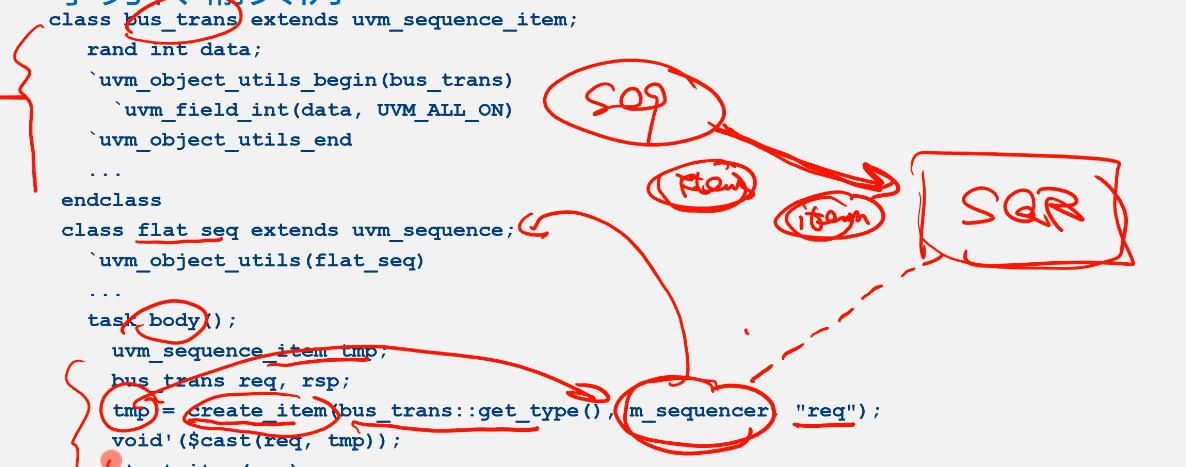 class bus_trans extends uvm_sequence_item;
rand int data;
`uvm_object_utils_begin(bus_trans)
`uvm_field_int(data, UVM_ALL_ON)
`uvm_object_utils_end
...
endclass
class flat_seq extends uvm_sequence;
`uvm_object_utils(flat_seq)
...
task body();
uvm_sequence_item tmp;
bus_trans req, rsp;
tmp = create_item(bus_trans::get_type(), m_sequencer, "req");
void'($cast(req, tmp));
SQR
item
item